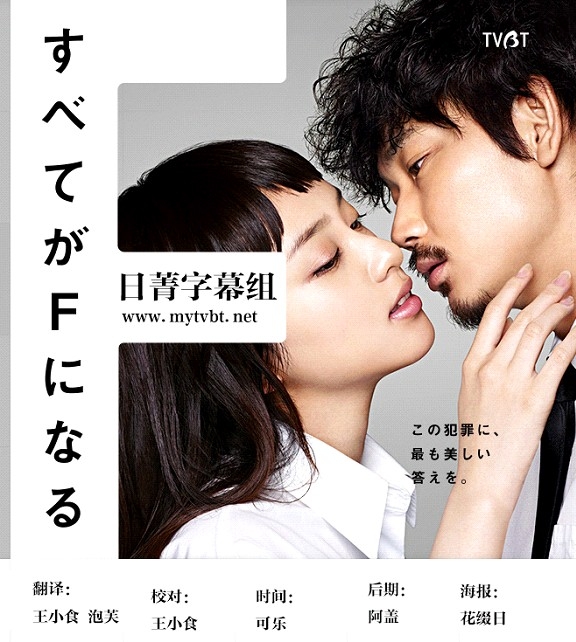 すべてがFになる
TVBT
日菁字幕组
www.mytvbt.net
この犯罪に、
最も美しい
答えを。
翻译：
王小食 泡芙
校对：
王小食
时间：
可乐
后期：
阿盖
海报：
花缀日